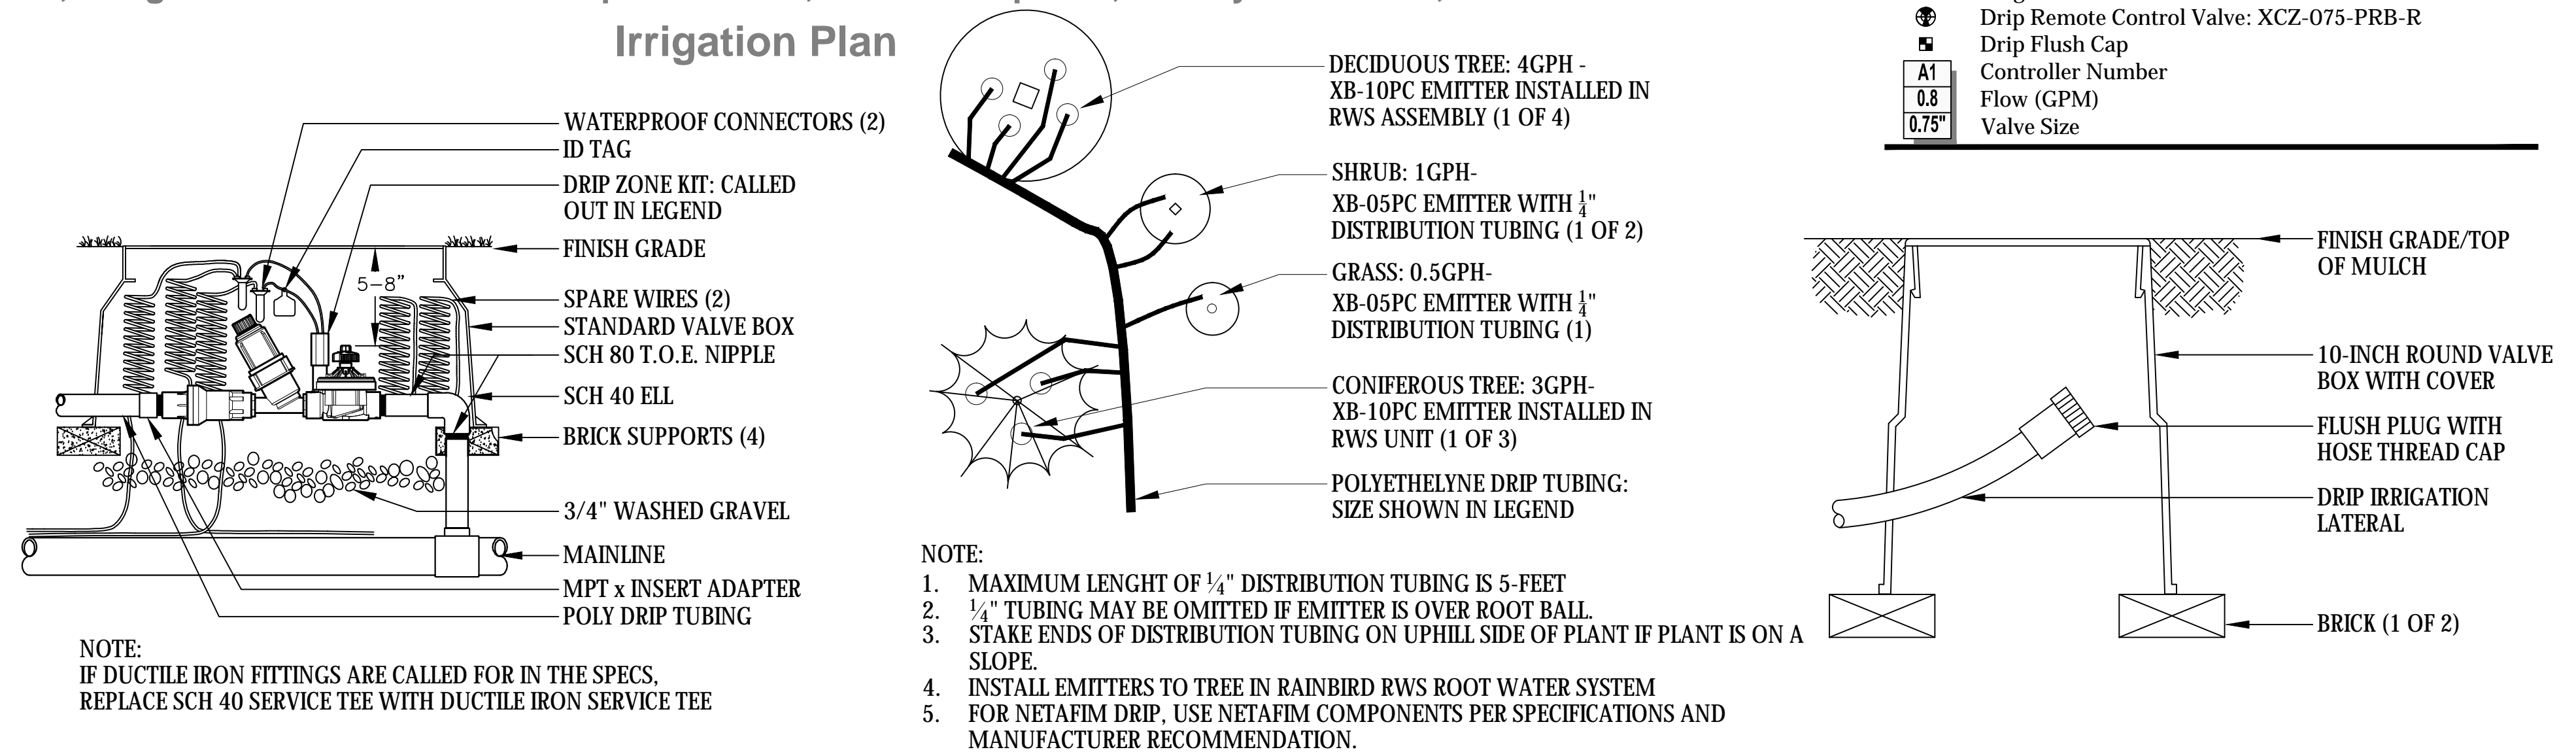 Irrigation Plan
WATERPROOF CONNECTORS (2)
ID TAG
DRIP ZONE KIT: CALLED
OUT IN LEGEND
FINISH GRADE
5-8"
SPARE WIRES (2)
STANDARD VALVE BOX
SCH 80 T.O.E. NIPPLE
SCH 40 ELL
BRICK SUPPORTS (4)
3/4" WASHED GRAVEL
MAINLINE
MPT x INSERT ADAPTER
POLY DRIP TUBING
NOTE:
IF DUCTILE IRON FITTINGS ARE CALLED FOR IN THE SPECS,
REPLACE SCH 40 SERVICE TEE WITH DUCTILE IRON SERVICE TEE
DECIDUOUS TREE: 4GPH -
XB-10PC EMITTER INSTALLED IN
RWS ASSEMBLY (1 OF 4)
SHRUB: 1GPH-
XB-05PC EMITTER WITH 1/4"
DISTRIBUTION TUBING (1 OF 2)
GRASS: 0.5GPH-
XB-05PC EMITTER WITH 1/4"
DISTRIBUTION TUBING (1)
CONIFEROUS TREE: 3GPH-
XB-10PC EMITTER INSTALLED IN
RWS UNIT (1 OF 3)
POLYETHELYNE DRIP TUBING:
SIZE SHOWN IN LEGEND
NOTE:
1. MAXIMUM LENGHT OF 1/4" DISTRIBUTION TUBING IS 5-FEET
2. 1/4" TUBING MAY BE OMITTED IF EMITTER IS OVER ROOT BALL.
3. STAKE ENDS OF DISTRIBUTION TUBING ON UPHILL SIDE OF PLANT IF PLANT IS ON A
SLOPE.
4. INSTALL EMITTERS TO TREE IN RAINBIRD RWS ROOT WATER SYSTEM
5. FOR NETAFIM DRIP, USE NETAFIM COMPONENTS PER SPECIFICATIONS AND
MANUFACTURER RECOMMENDATION.
Drip Remote Control Valve: XCZ-075-PRB-R
Drip Flush Cap
A1 Controller Number
0.8 Flow (GPM)
0.75" Valve Size
FINISH GRADE/TOP
OF MULCH
10-INCH ROUND VALVE
BOX WITH COVER
FLUSH PLUG WITH
HOSE THREAD CAP
DRIP IRRIGATION
LATERAL
BRICK (1 OF 2)